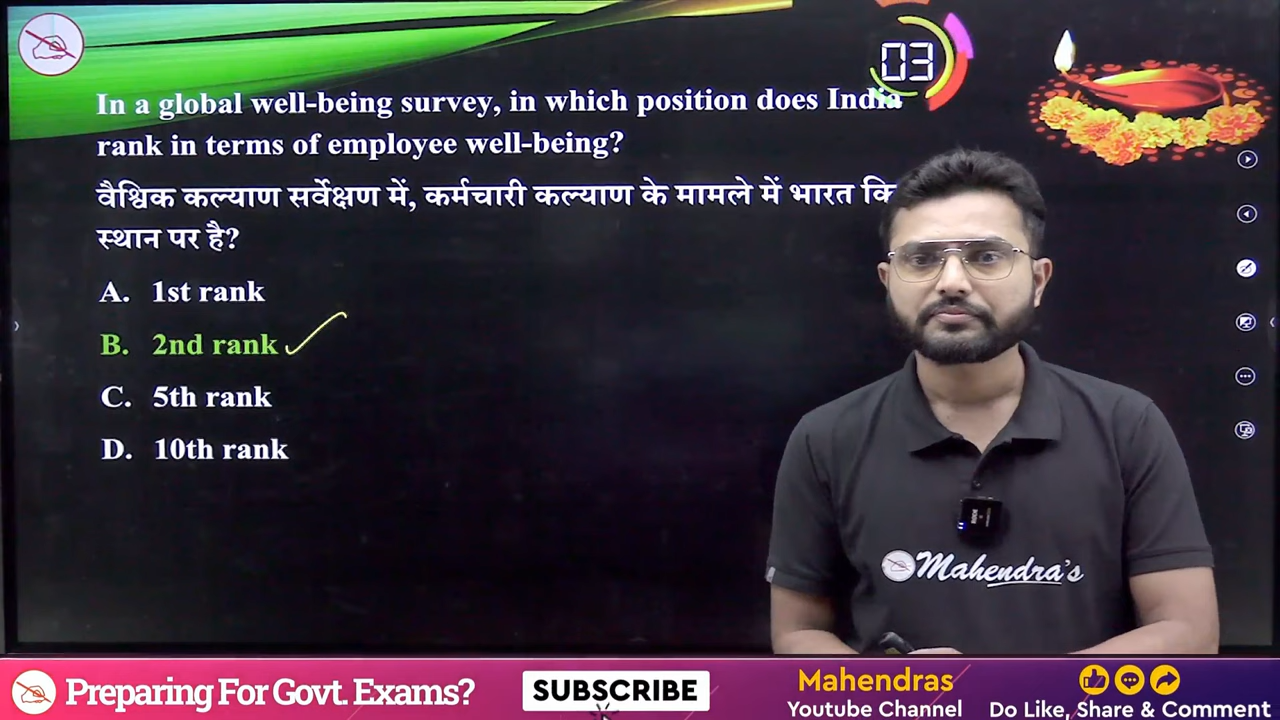 03
In a global well-being survey, in which position does India
rank in terms of employee well-being?
वैश्विक कल्याण सर्वेक्षण में, कर्मचारी कल्याण के मामले में भारत
स्थान पर है?
A. 1st rank
B. 2nd rank
C. 5th rank
D. 10th rank
Mahendra's
Preparing For Govt. Exams?
SUBSCRIBE
Mahendras
Youtube Channel
Do Like, Share & Comment